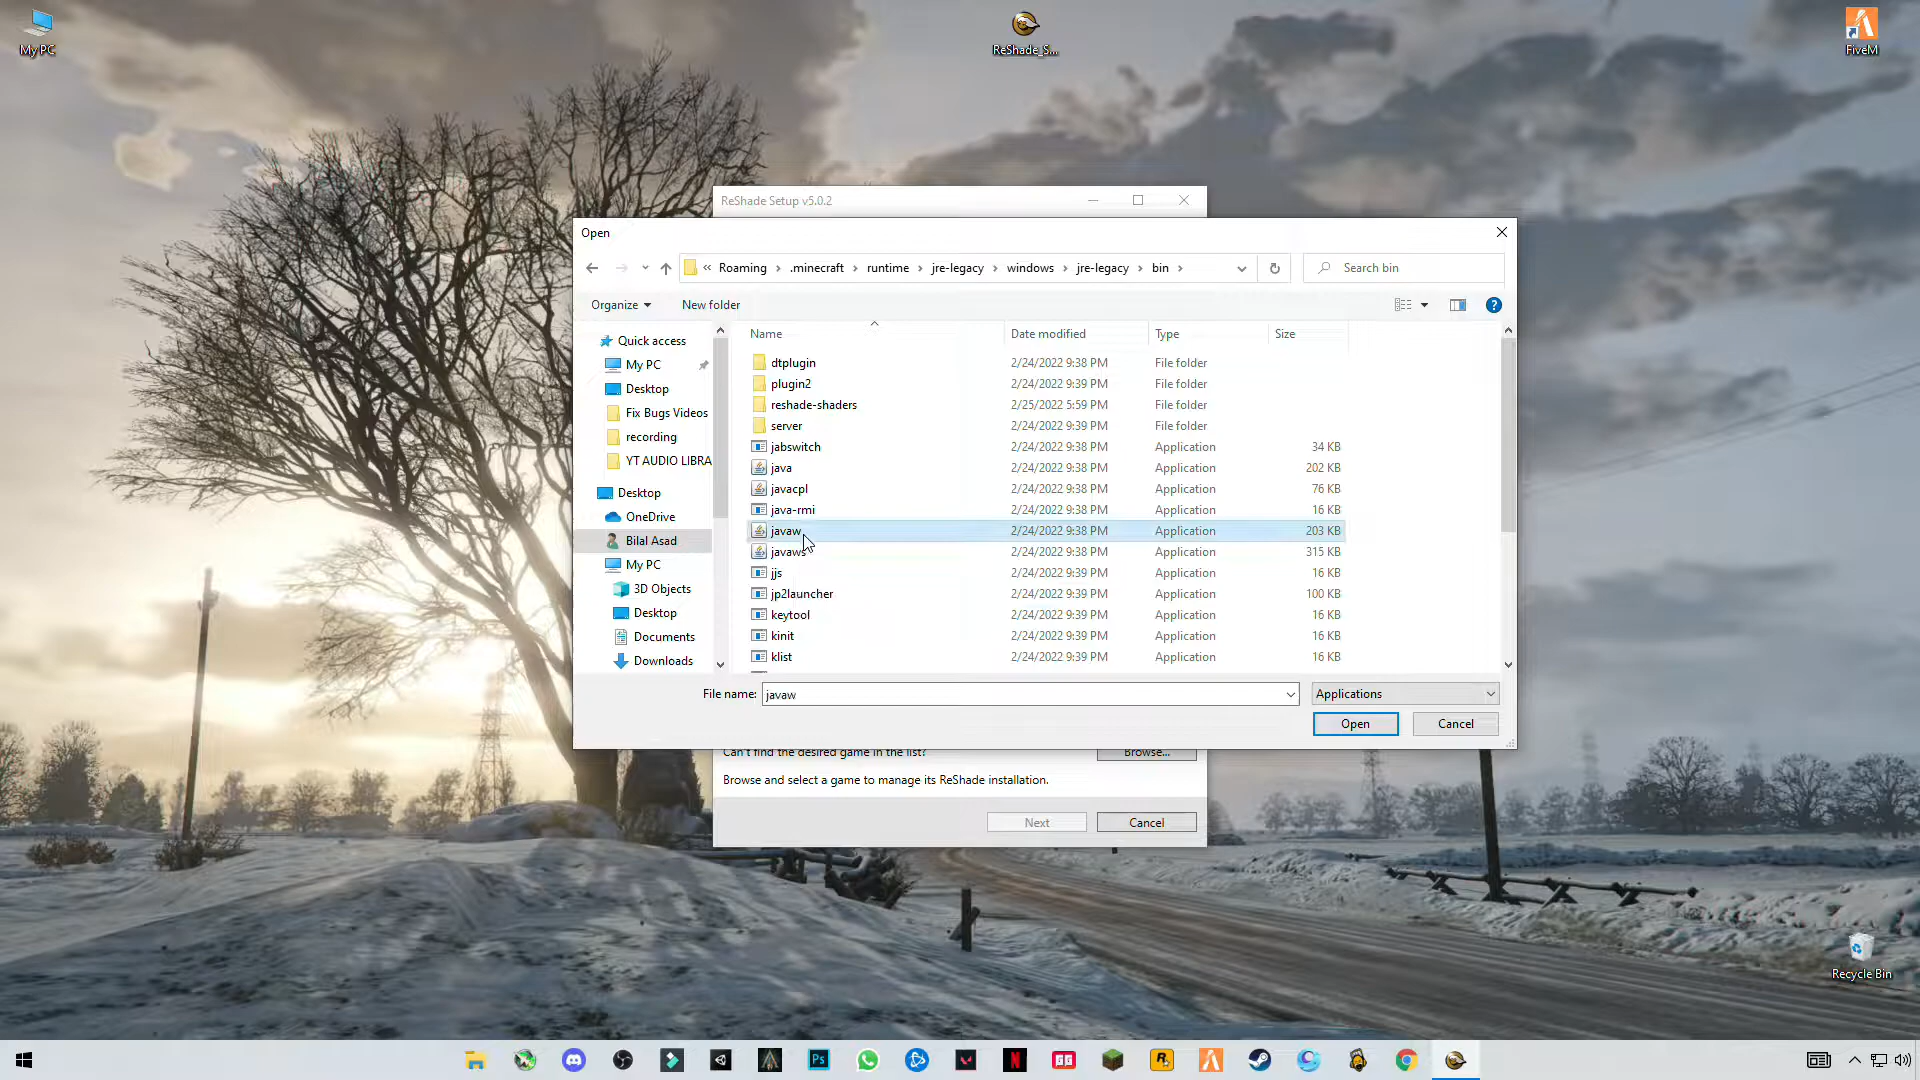 My PC
ReShade_S...
FiveM
ReShade Setup v5.0.2
Open
« Roaming › .minecraft › runtime › jre-legacy › windows › jre-legacy › bin ›
Search bin
Organize
New folder
Quick access
My PC
Desktop
Fix Bugs Videos
recording
YT AUDIO LIBRA
Desktop
OneDrive
Bilal Asad
My PC
3D Objects
Desktop
Documents
Downloads
Name Date modified Type Size
dtplugin 2/24/2022 9:38 PM File folder
plugin2 2/24/2022 9:39 PM File folder
reshade-shaders 2/25/2022 5:59 PM File folder
server 2/24/2022 9:39 PM File folder
jabswitch 2/24/2022 9:38 PM Application 34 KB
java 2/24/2022 9:38 PM Application 202 KB
javacpl 2/24/2022 9:38 PM Application 76 KB
java-rmi 2/24/2022 9:38 PM Application 16 KB
javaw 2/24/2022 9:38 PM Application 203 KB
javaws 2/24/2022 9:38 PM Application 315 KB
jjs 2/24/2022 9:39 PM Application 16 KB
jp2launcher 2/24/2022 9:39 PM Application 100 KB
keytool 2/24/2022 9:39 PM Application 16 KB
kinit 2/24/2022 9:39 PM Application 16 KB
klist 2/24/2022 9:39 PM Application 16 KB
File name: javaw
Applications
Open
Cancel
Can't find the desired game in the list?
Browse...
Browse and select a game to manage its ReShade installation.
Next
Cancel
Recycle Bin
Ps